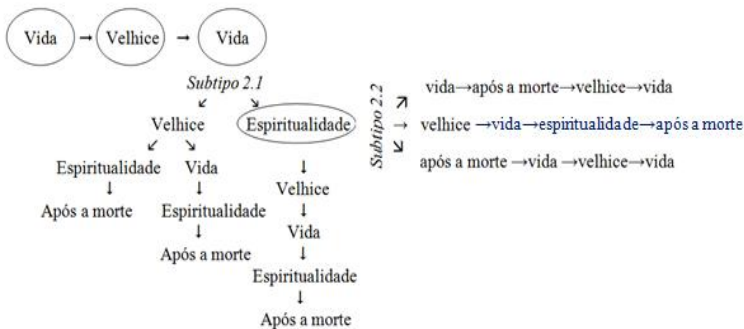 Vida → Velhice → Vida
Subtipo 2.1
Velhice Espiritualidade
Espiritualidade Vida
Velhice
Após a morte Espiritualidade
Vida
Após a morte
Espiritualidade
Após a morte
Subtipo 2.2
vida→após a morte→velhice→vida
→ velhice →vida→espiritualidade→após a morte
após a morte →vida →velhice→vida